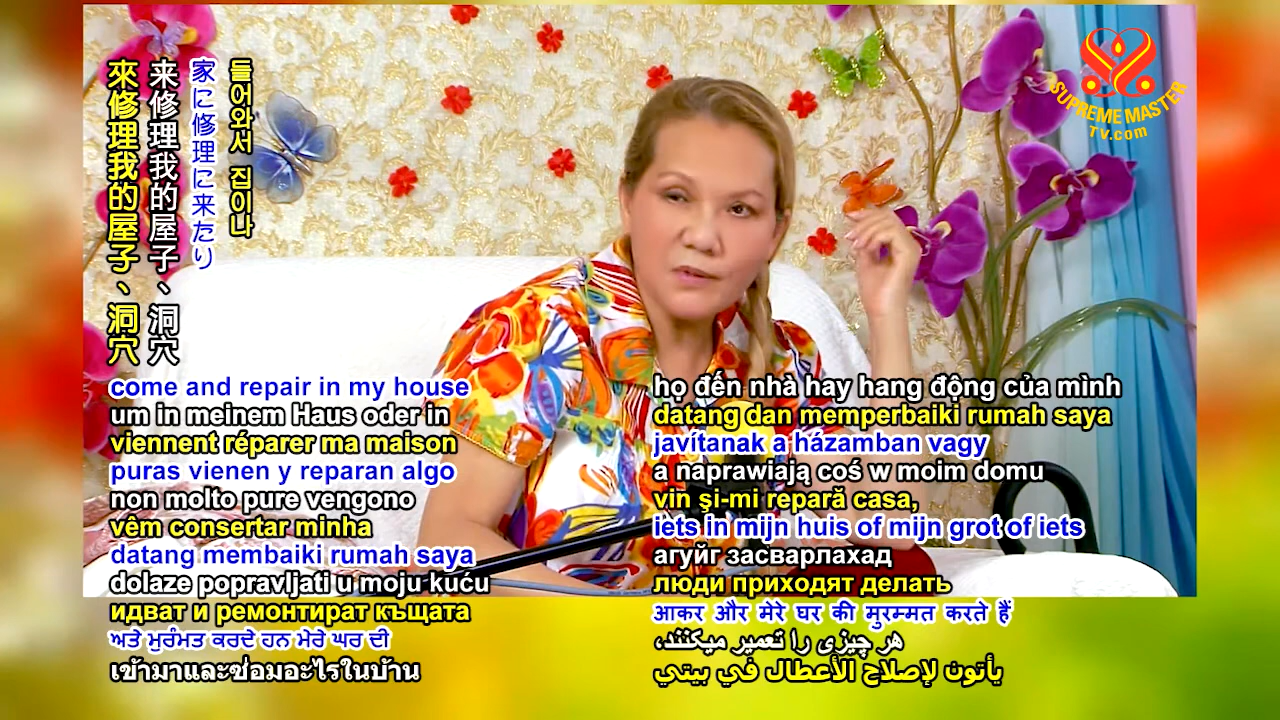 들어와서 집이나
家に修理に来たり
来修理我的屋子、洞穴
來修理我的屋子、洞穴
SUPREME MASTER
TV.com
come and repair in my house
um in meinem Haus oder in
viennent réparer ma maison
puras vienen y reparan algo
non molto pure vengono
vêm consertar minha
datang membaiki rumah saya
dolaze popravljati u moju kuću
идват и ремонтират къщата
ਅਤੇ ਮੁਰੰਮਤ ਕਰਦੇ ਹਨ ਮੇਰੇ ਘਰ ਦੀ
เข้ามาและซ่อมอะไรในบ้าน
họ đến nhà hay hang động của mình
datang dan memperbaiki rumah saya
javítanak a házamban vagy
a naprawiają coś w moim domu
vin şi-mi repară casa,
iets in mijn huis of mijn grot of iets
агуйг засварлахад
люди приходят делать
आकर और मेरे घर की मुरम्मत करते हैं
هر چیزی را تعمیر میکنند،
يأتون لإصلاح الأعطال في بيتي